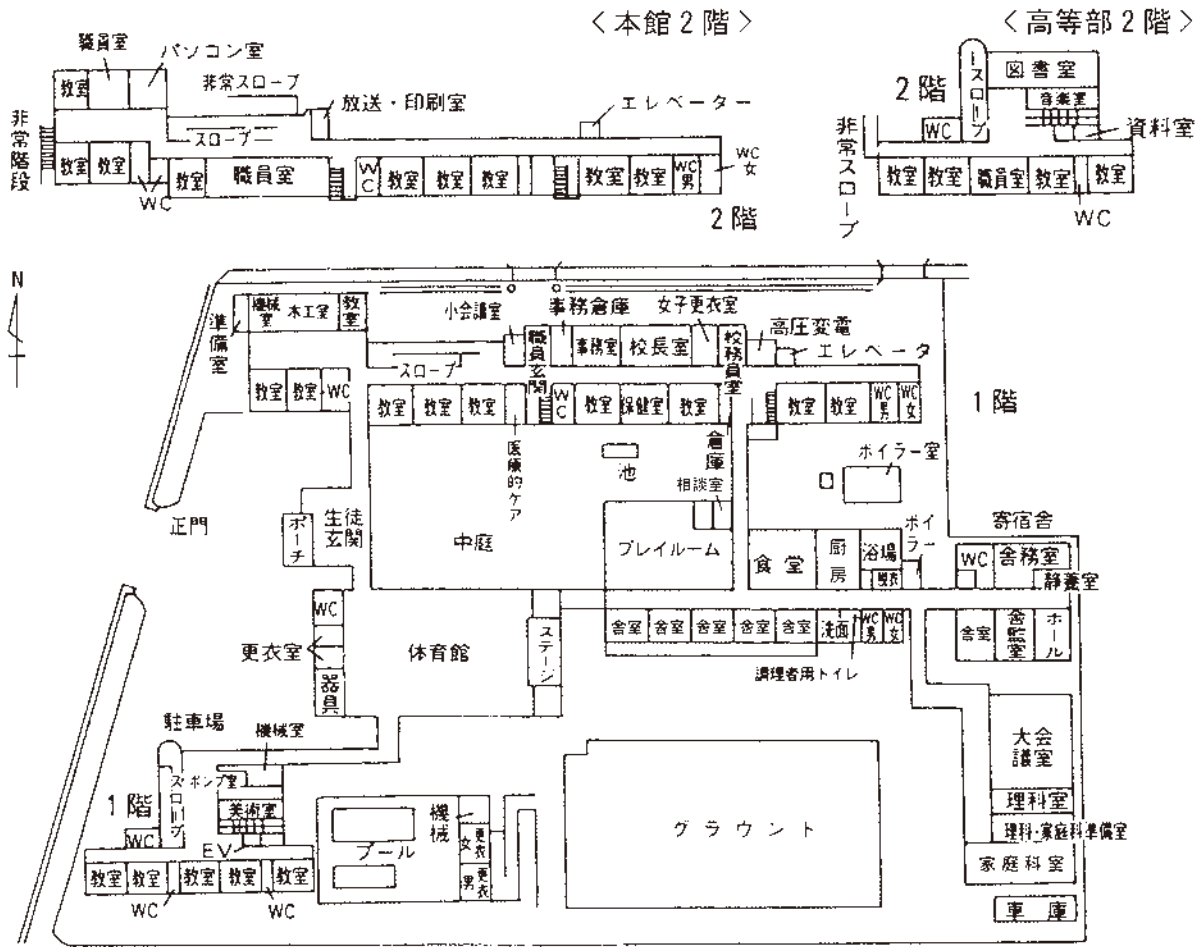 ＜本館2階＞
＜高等部2階＞
職員室
パソコン室
教室
非常スロープ
放送・印刷室
エレベーター
非常階段
スロープ
教室 教室 WC 教室 職員室 WC 教室 教室 教室 教室 教室 WC男 WC女
2階
2階
スロープ
図書室
音楽室
WC
資料室
非常スロープ
教室 教室 職員室 教室 教室
WC
N
準備室
機械室 木工室 教室
小会議室
事務倉庫
女子更衣室
高圧変電
エレベータ
スロープ
職員玄関
事務室 校長室
校務員室
1階
教室 教室 WC
教室 教室 教室 WC 教室 保健室 教室 教室 教室 WC男 WC女
医療的ケア
倉庫
池
相談室
ボイラー室
正門
ポーチ
生徒玄関
中庭
プレイルーム
食堂
厨房
浴場
脱衣
ボイラー
寄宿舎
WC
舎務室
静養室
WC
更衣室
器具
体育館
ステージ
舎室 舎室 舎室 舎室 舎室 洗面 WC男 WC女
調理者用トイレ
舎室 舎監室 ホール
駐車場
機械室
スロープ
ポンプ室
美術室
1階
WC
EV
教室 教室 教室 教室 教室
WC WC
プール
機械
女更衣
男更衣
グラウント
大会議室
理科室
理科・家庭科準備室
家庭科室
車庫